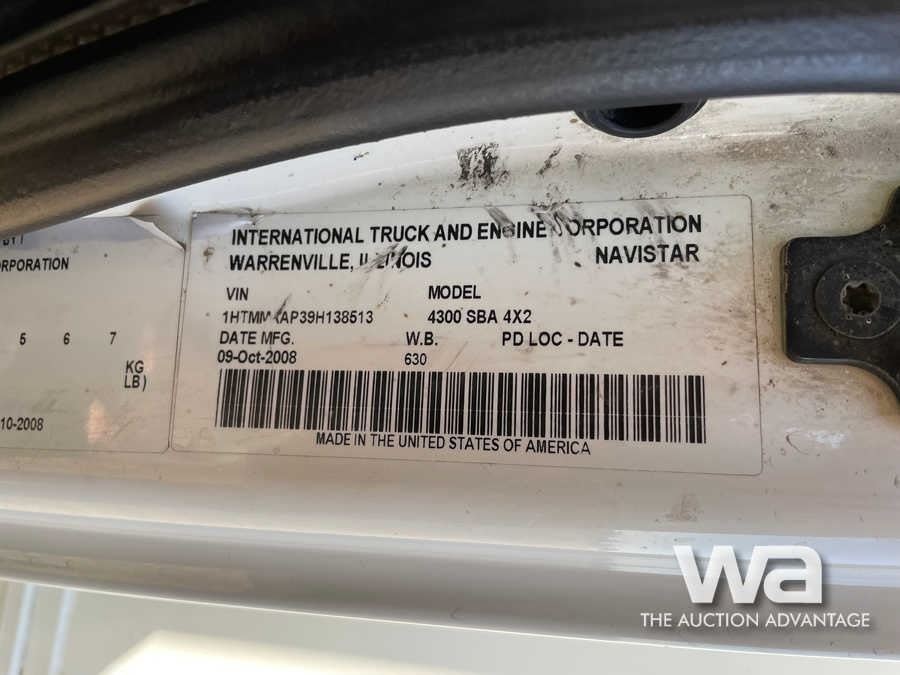 INTERNATIONAL TRUCK AND ENGINE CORPORATION
WARRENVILLE, ILLINOIS NAVISTAR
VIN MODEL
4300 SBA 4X2
DATE MFG. W.B. PD LOC - DATE
09-Oct-2008 630
MADE IN THE UNITED STATES OF AMERICA
ORPORATION
5 6 7
KG
LB)
10-2008
wa
THE AUCTION ADVANTAGE